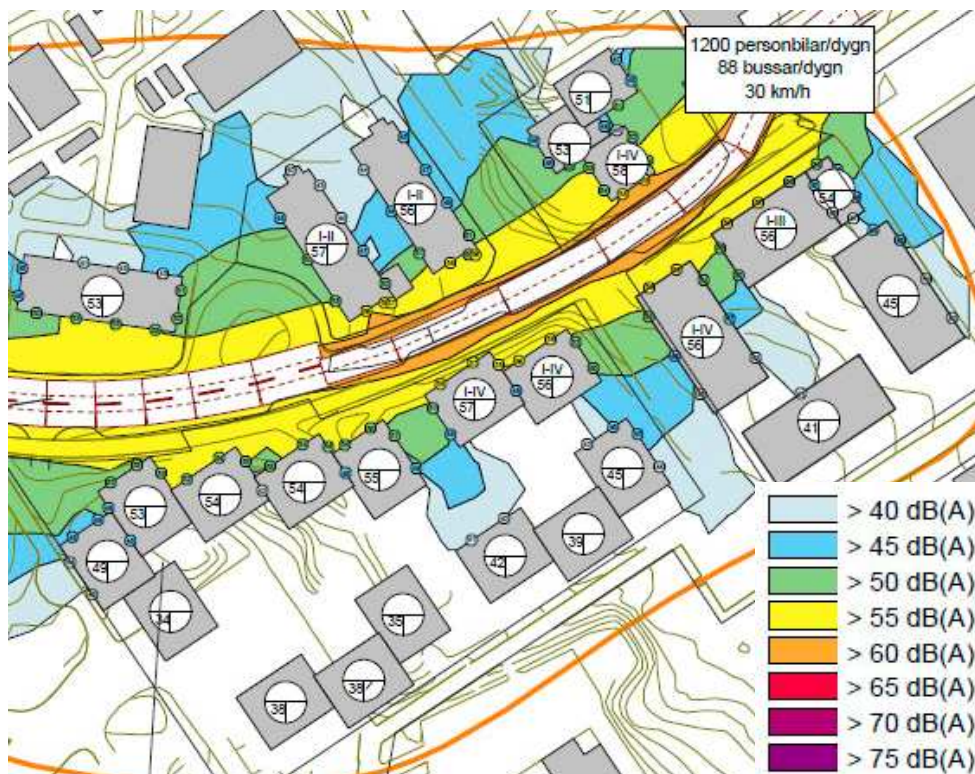 1200 personbilar/dygn
88 bussar/dygn
30 km/h
51
53
I-IV
58
54
I-II
56
I-III
56
I-II
57
53
45
I-IV
56
I-IV
56
I-IV
57
41
45
55
54
54
53
39
42
49
34
35
38
38
> 40 dB(A)
> 45 dB(A)
> 50 dB(A)
> 55 dB(A)
> 60 dB(A)
> 65 dB(A)
> 70 dB(A)
> 75 dB(A)